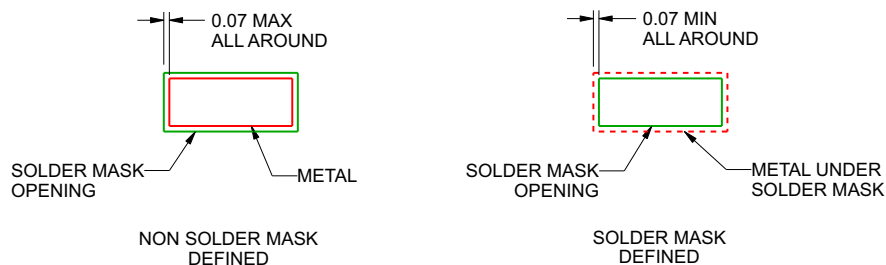 0.07 MAX
ALL AROUND
SOLDER MASK
OPENING
METAL
NON SOLDER MASK
DEFINED
0.07 MIN
ALL AROUND
SOLDER MASK
OPENING
METAL UNDER
SOLDER MASK
SOLDER MASK
DEFINED